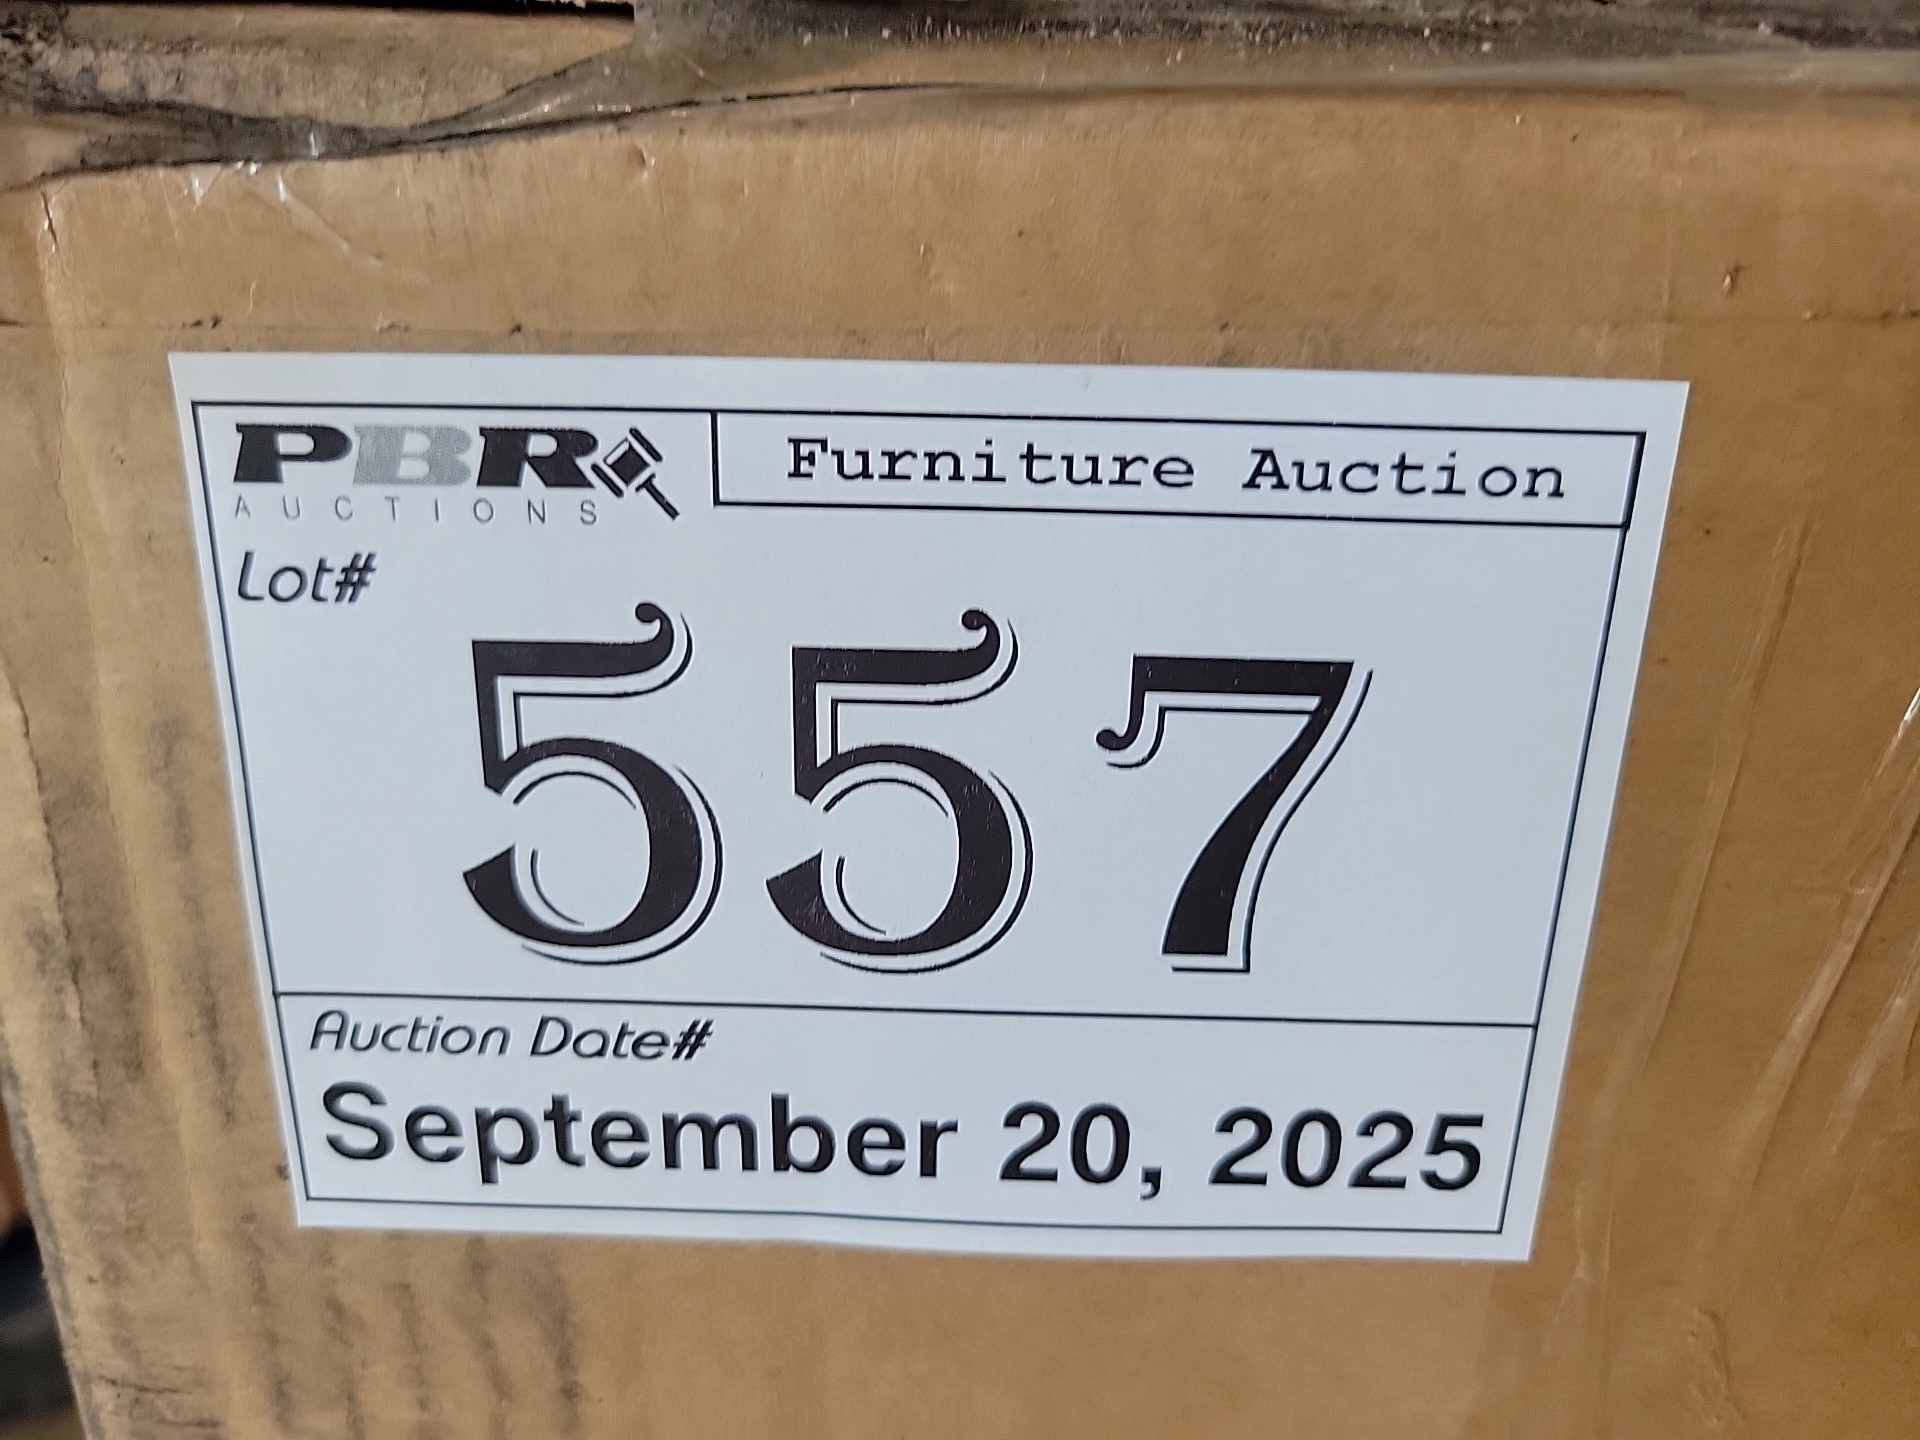 PBR
AUCTIONS
Furniture Auction
Lot#
557
Auction Date#
September 20, 2025